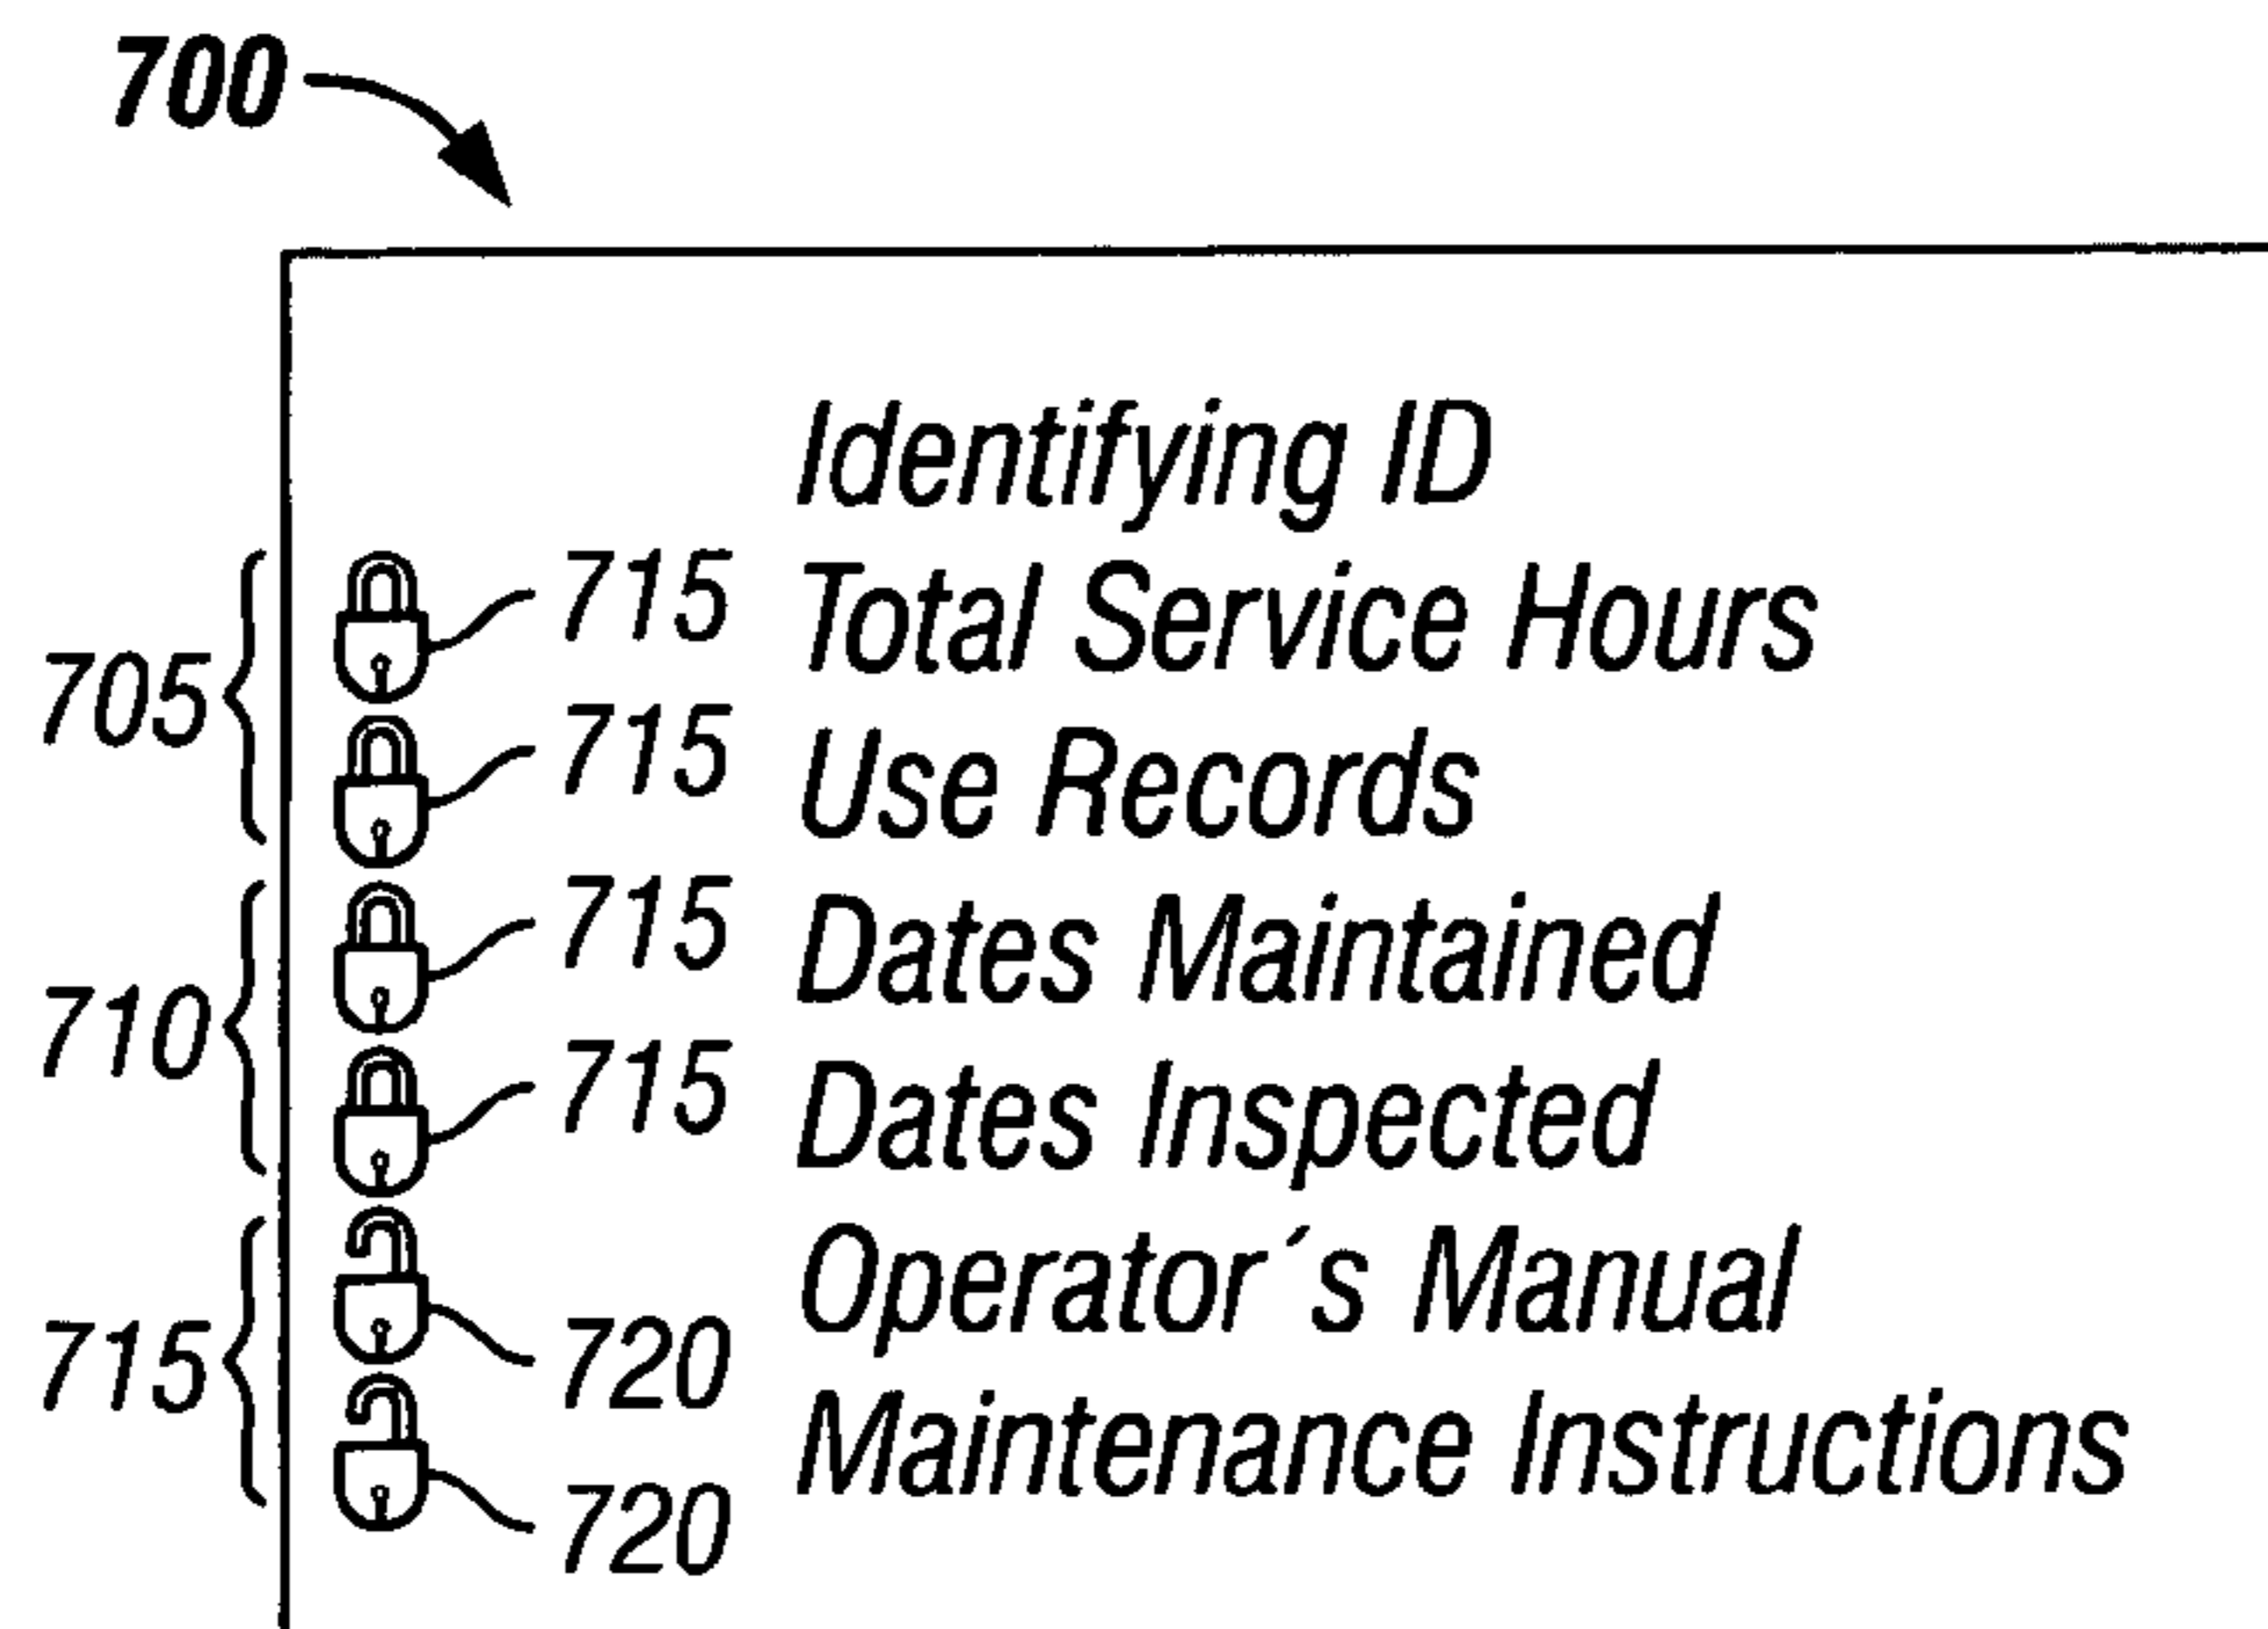 700
Identifying ID
715 Total Service Hours
705
715 Use Records
715 Dates Maintained
710
715 Dates Inspected
Operator´s Manual
715
720
Maintenance Instructions
720